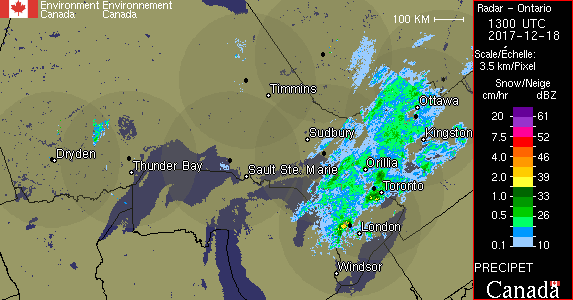 Environment Environnement
Canada Canada
100 KM
Timmins
Ottawa
Sudbury
Kingston
Dryden
Thunder Bay
Sault Ste. Marie
Orillia
Toronto
London
Windsor
Radar - Ontario
1300 UTC
2017-12-18
Scale/Échelle:
3.5 km/Pixel
Snow/Neige
cm/hr dBZ
20 61
7.5 52
4.0 46
2.0 39
1.0 33
0.5 26
0.1 10
PRECIPET
Canada